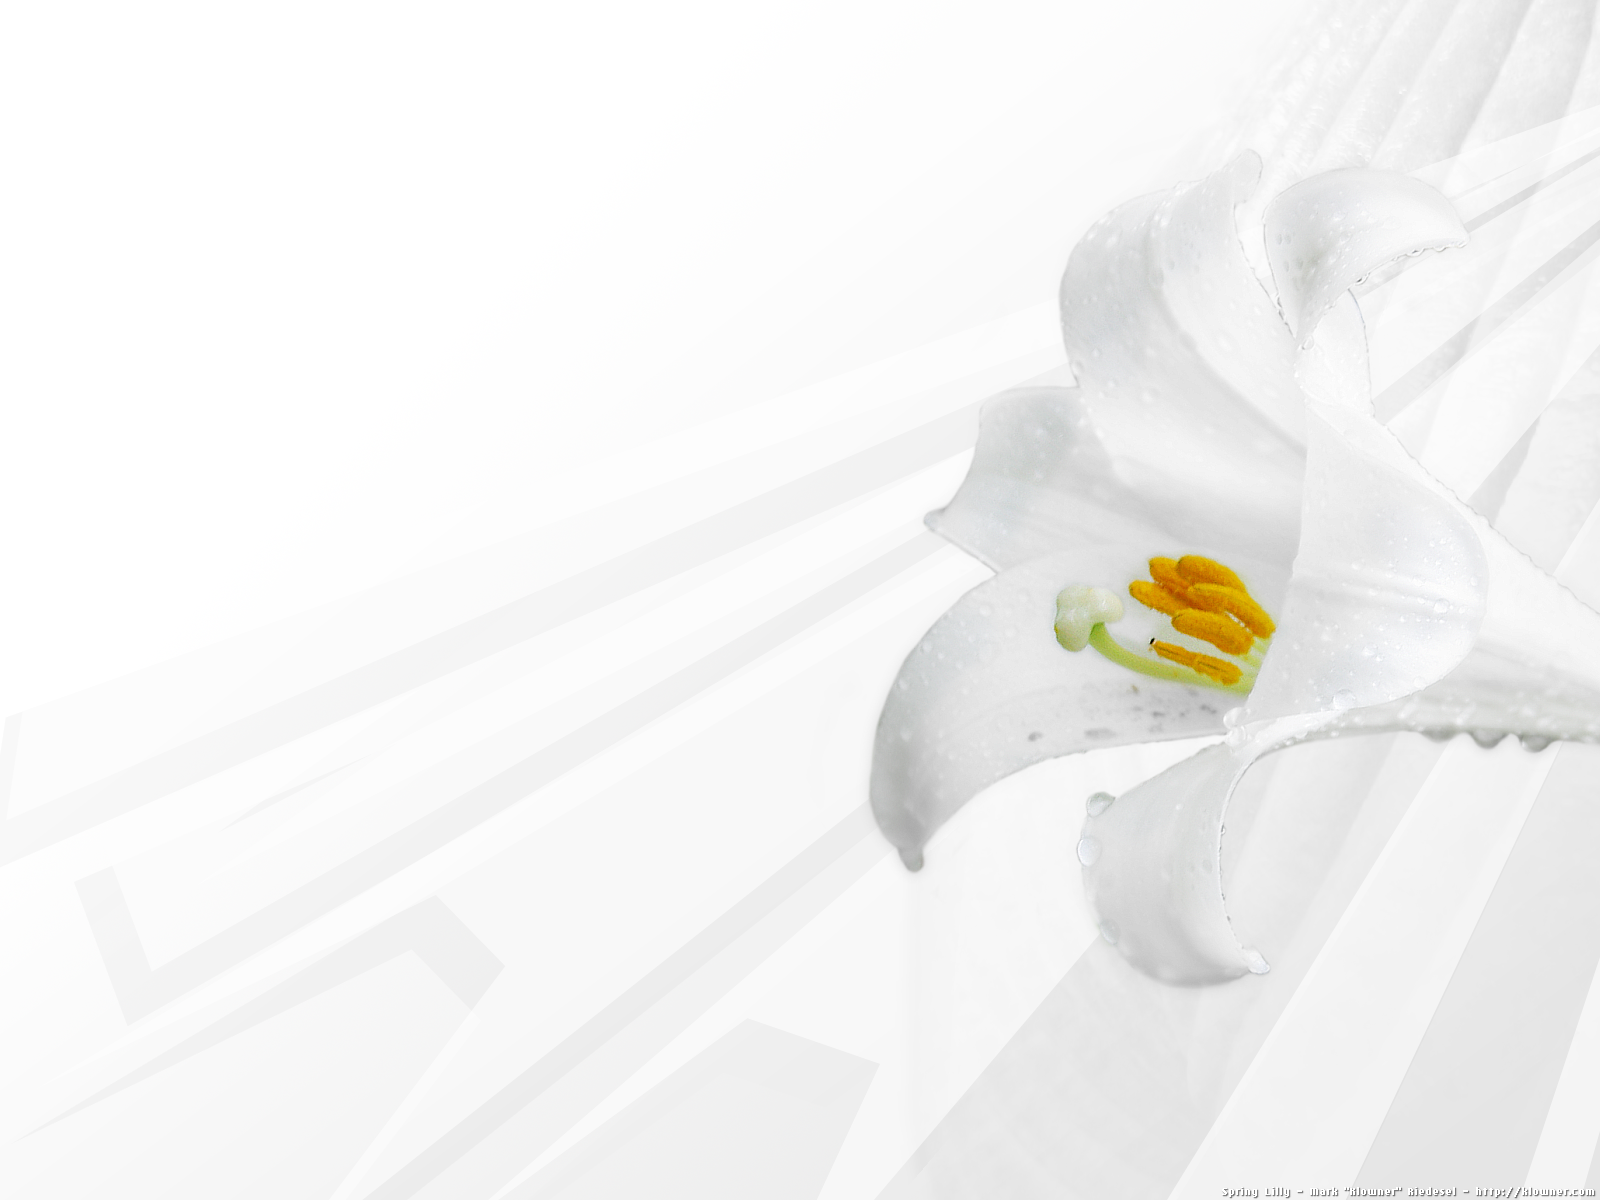 Spring Lilly - Mark "Klowner" Riedesel - http://klowner.com